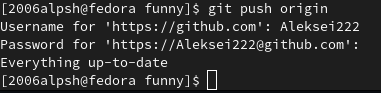 [2006alpsh@fedora funny]$ git push origin
Username for 'https://github.com': Aleksei222
Password for 'https://Aleksei222@github.com':
Everything up-to-date
[2006alpsh@fedora funny]$